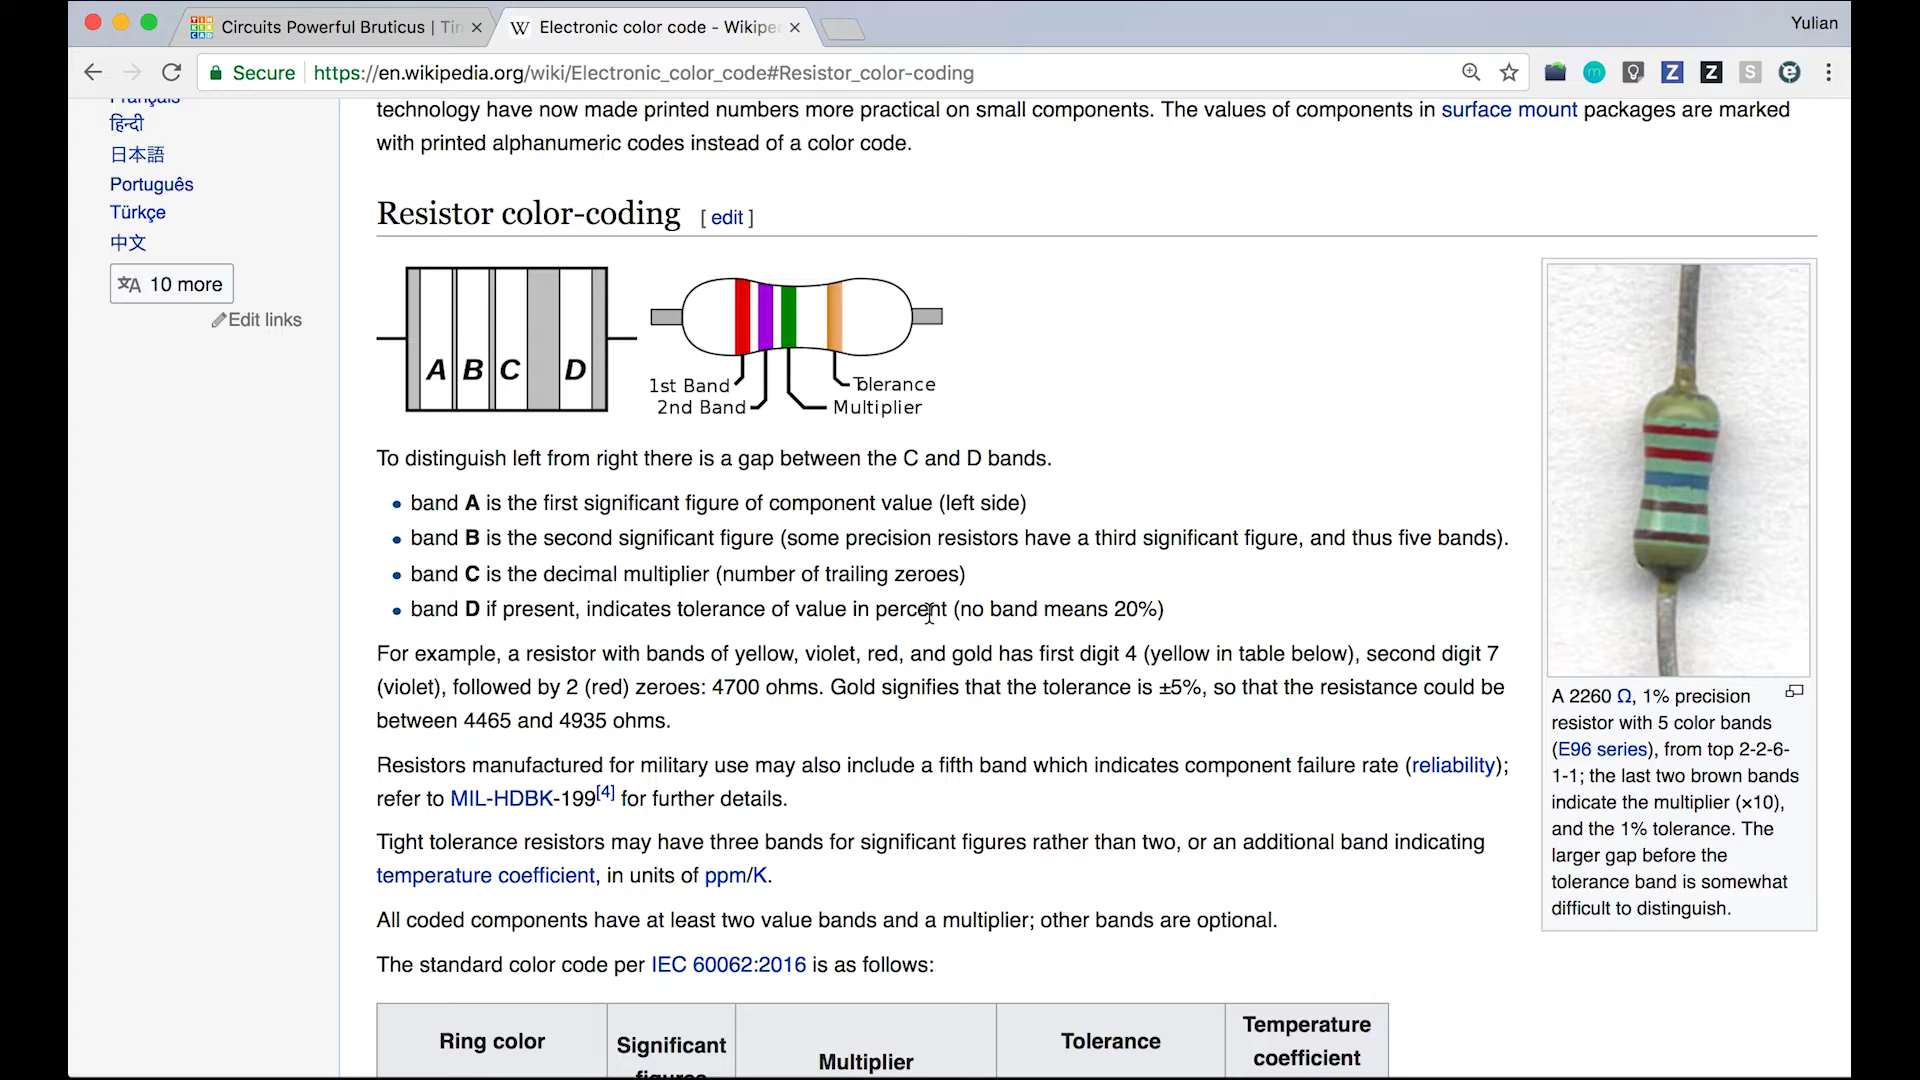 Circuits Powerful Bruticus | Tin
Electronic color code - Wikipe
Yulian
Secure
https://en.wikipedia.org/wiki/Electronic_color_code#Resistor_color-coding
Français
हिन्दी
日本語
Português
Türkçe
中文
10 more
Edit links
technology have now made printed numbers more practical on small components. The values of components in surface mount packages are marked
with printed alphanumeric codes instead of a color code.
Resistor color-coding [ edit ]
A B C D
1st Band
2nd Band
Tolerance
Multiplier
To distinguish left from right there is a gap between the C and D bands.
• band A is the first significant figure of component value (left side)
• band B is the second significant figure (some precision resistors have a third significant figure, and thus five bands).
• band C is the decimal multiplier (number of trailing zeroes)
• band D if present, indicates tolerance of value in percent (no band means 20%)
For example, a resistor with bands of yellow, violet, red, and gold has first digit 4 (yellow in table below), second digit 7
(violet), followed by 2 (red) zeroes: 4700 ohms. Gold signifies that the tolerance is ±5%, so that the resistance could be
between 4465 and 4935 ohms.
Resistors manufactured for military use may also include a fifth band which indicates component failure rate (reliability);
refer to MIL-HDBK-199[4] for further details.
Tight tolerance resistors may have three bands for significant figures rather than two, or an additional band indicating
temperature coefficient, in units of ppm/K.
All coded components have at least two value bands and a multiplier; other bands are optional.
The standard color code per IEC 60062:2016 is as follows:
A 2260 Ω, 1% precision
resistor with 5 color bands
(E96 series), from top 2-2-6-
1-1; the last two brown bands
indicate the multiplier (×10),
and the 1% tolerance. The
larger gap before the
tolerance band is somewhat
difficult to distinguish.
Ring color
Significant
figures
Multiplier
Tolerance
Temperature
coefficient